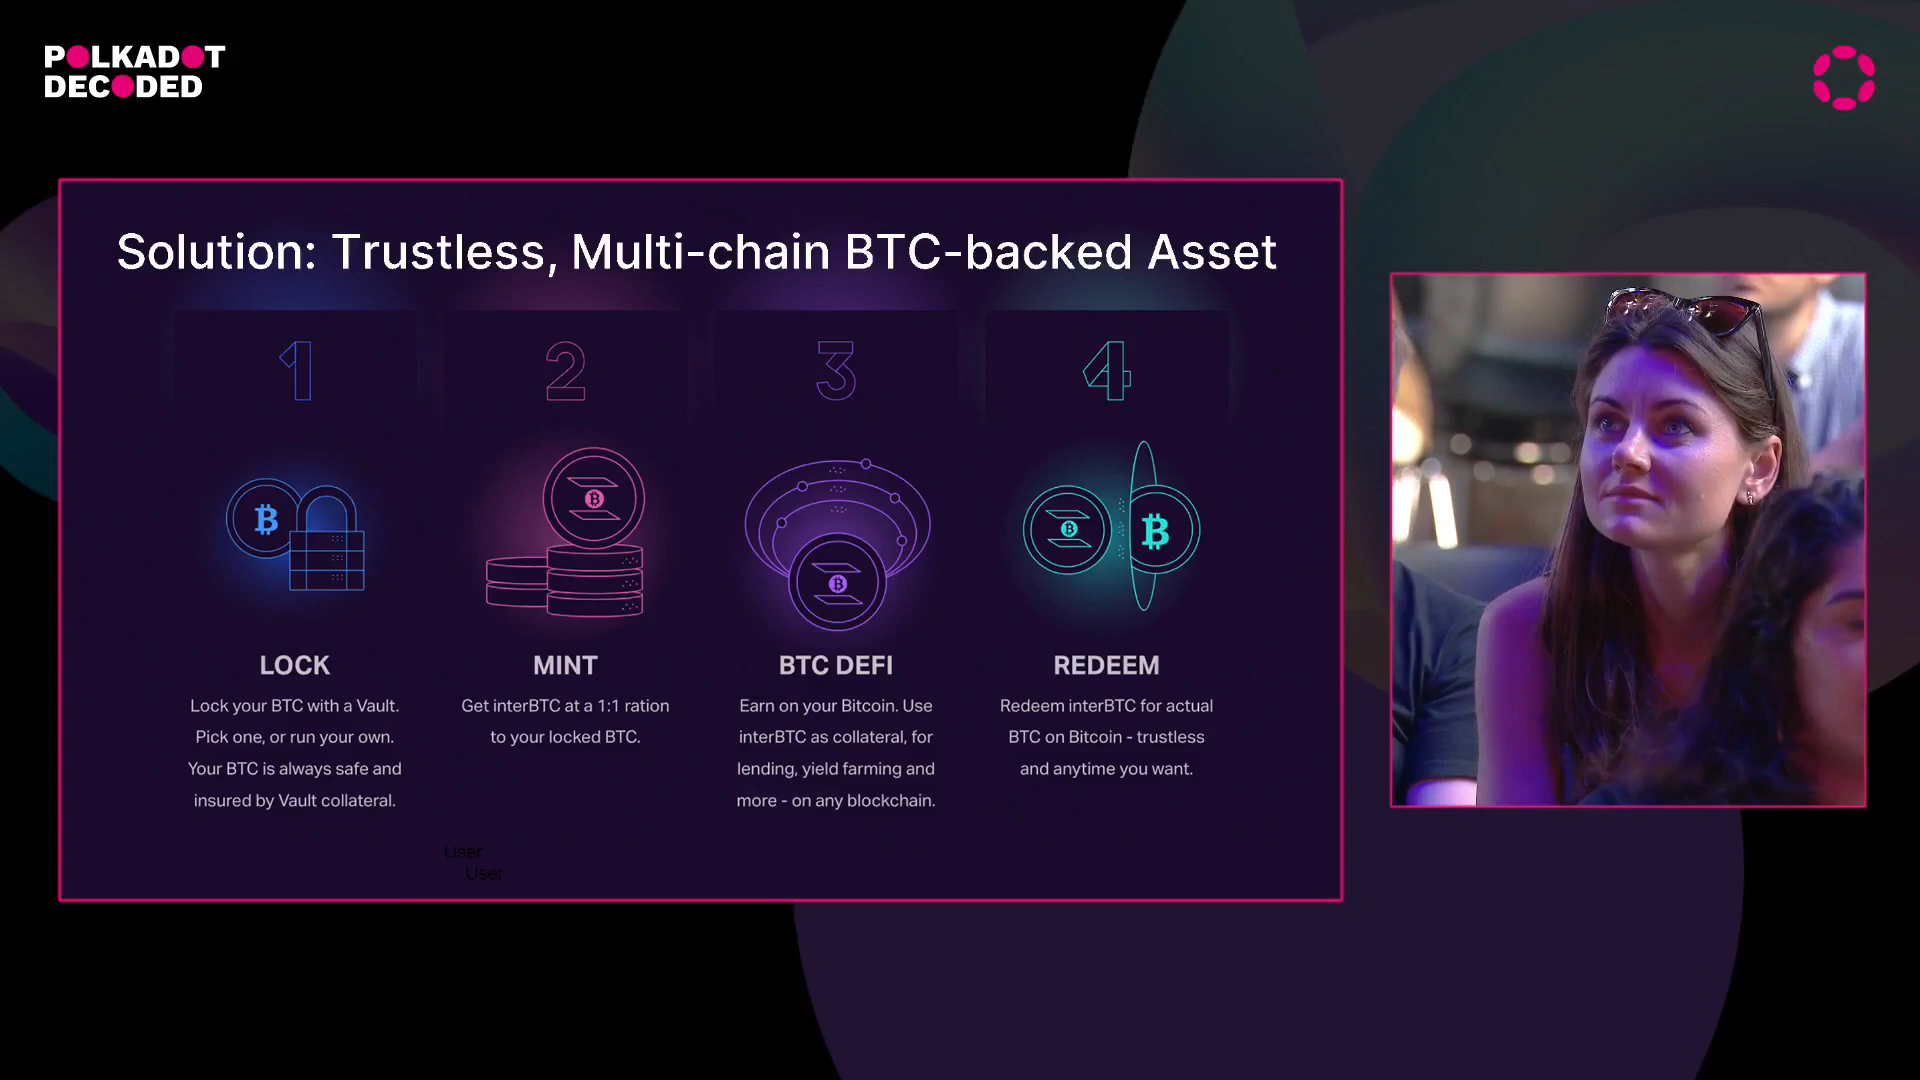 POLKADOT
DECODED
Solution: Trustless, Multi-chain BTC-backed Asset
1
2
3
4
LOCK
Lock your BTC with a Vault.
Pick one, or run your own.
Your BTC is always safe and
insured by Vault collateral.
MINT
Get interBTC at a 1:1 ration
to your locked BTC.
BTC DEFI
Earn on your Bitcoin. Use
interBTC as collateral, for
lending, yield farming and
more - on any blockchain.
REDEEM
Redeem interBTC for actual
BTC on Bitcoin - trustless
and anytime you want.
User
User